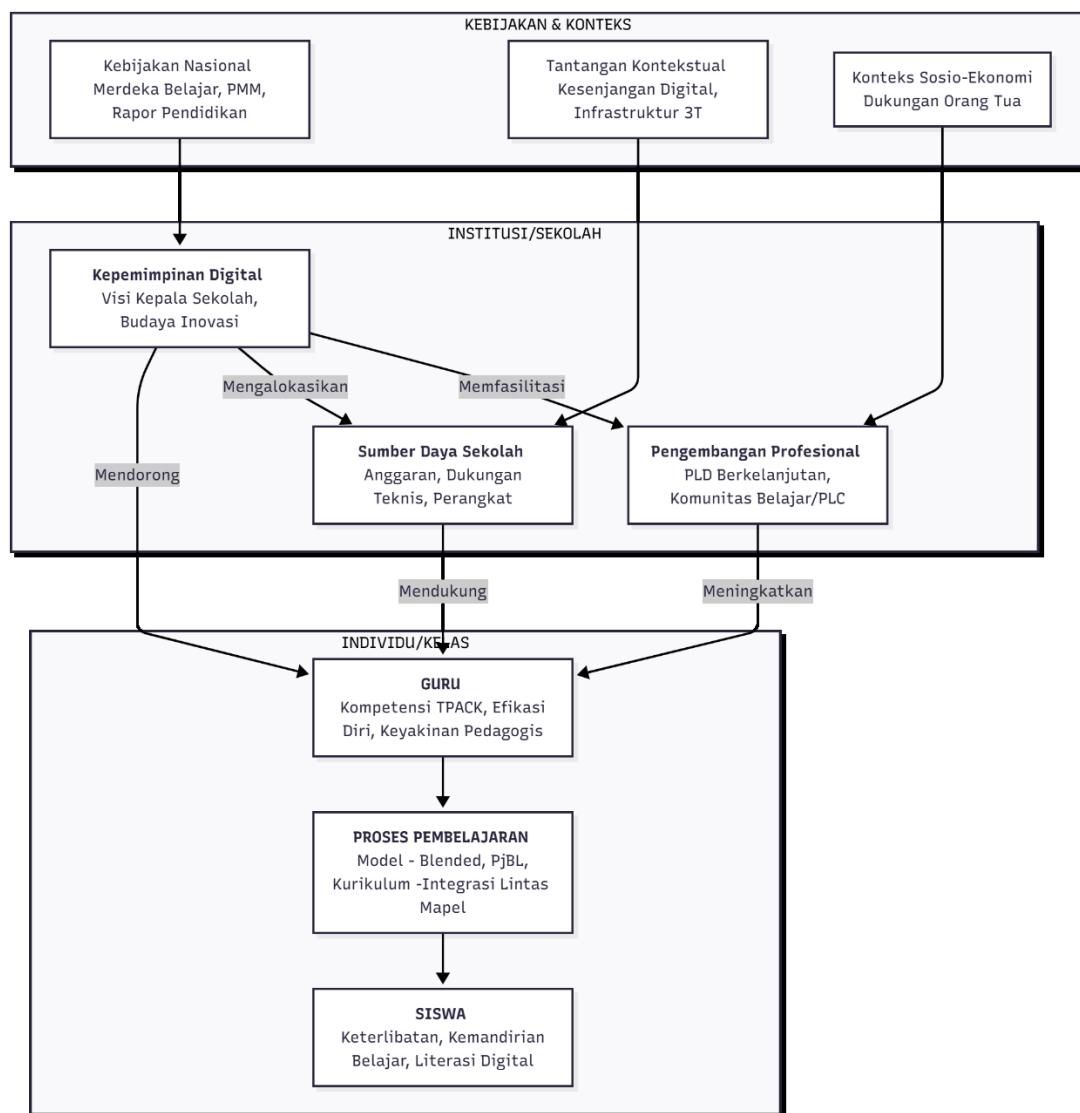 KEBIJAKAN & KONTEKS
Kebijakan Nasional
Merdeka Belajar, PMM,
Rapor Pendidikan
Tantangan Kontekstual
Kesenjangan Digital,
Infrastruktur 3T
Konteks Sosio-Ekonomi
Dukungan Orang Tua
INSTITUSI/SEKOLAH
Kepemimpinan Digital
Visi Kepala Sekolah,
Budaya Inovasi
Mengalokasikan
Memfasilitasi
Mendorong
Sumber Daya Sekolah
Anggaran, Dukungan
Teknis, Perangkat
Pengembangan Profesional
PLD Berkelanjutan,
Komunitas Belajar/PLC
Mendukung
Meningkatkan
INDIVIDU/KELAS
GURU
Kompetensi TPACK, Efikasi
Diri, Keyakinan Pedagogis
PROSES PEMBELAJARAN
Model - Blended, PjBL,
Kurikulum -Integrasi Lintas
Mapel
SISWA
Keterlibatan, Kemandirian
Belajar, Literasi Digital